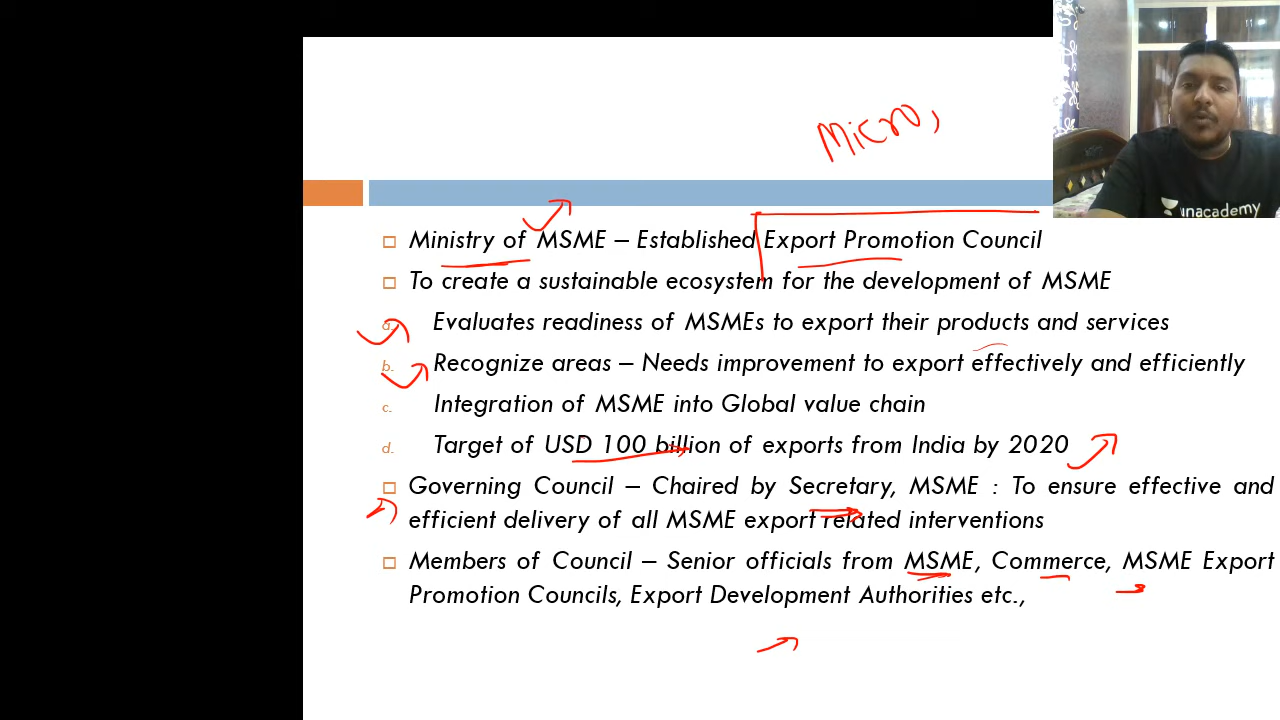 Micro,
unacademy
Ministry of MSME – Established Export Promotion Council
To create a sustainable ecosystem for the development of MSME
a. Evaluates readiness of MSMEs to export their products and services
b. Recognize areas – Needs improvement to export effectively and efficiently
c. Integration of MSME into Global value chain
d. Target of USD 100 billion of exports from India by 2020
Governing Council – Chaired by Secretary, MSME : To ensure effective and
efficient delivery of all MSME export related interventions
Members of Council – Senior officials from MSME, Commerce, MSME Export
Promotion Councils, Export Development Authorities etc.,